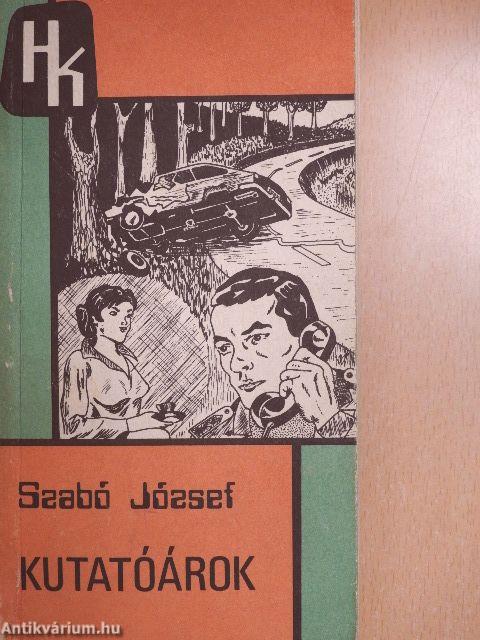 HK
Szabó József
KUTATÓÁROK
Antikvárium.hu